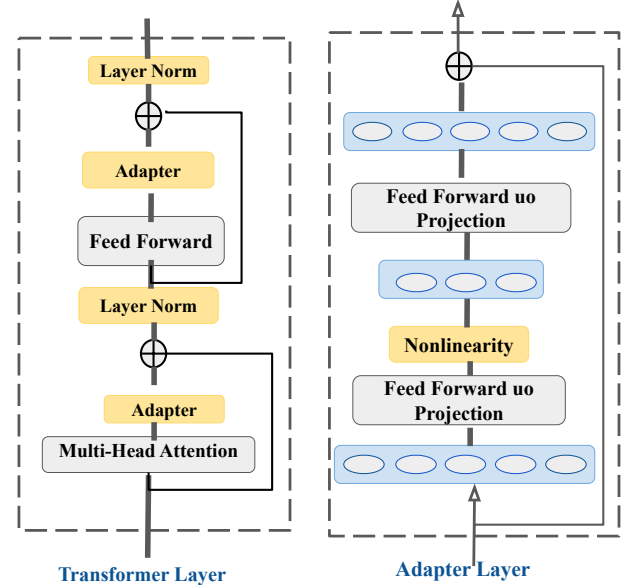 Layer Norm
Adapter
Feed Forward
Layer Norm
Adapter
Multi-Head Attention
Transformer Layer
Feed Forward uo
Projection
Nonlinearity
Feed Forward uo
Projection
Adapter Layer